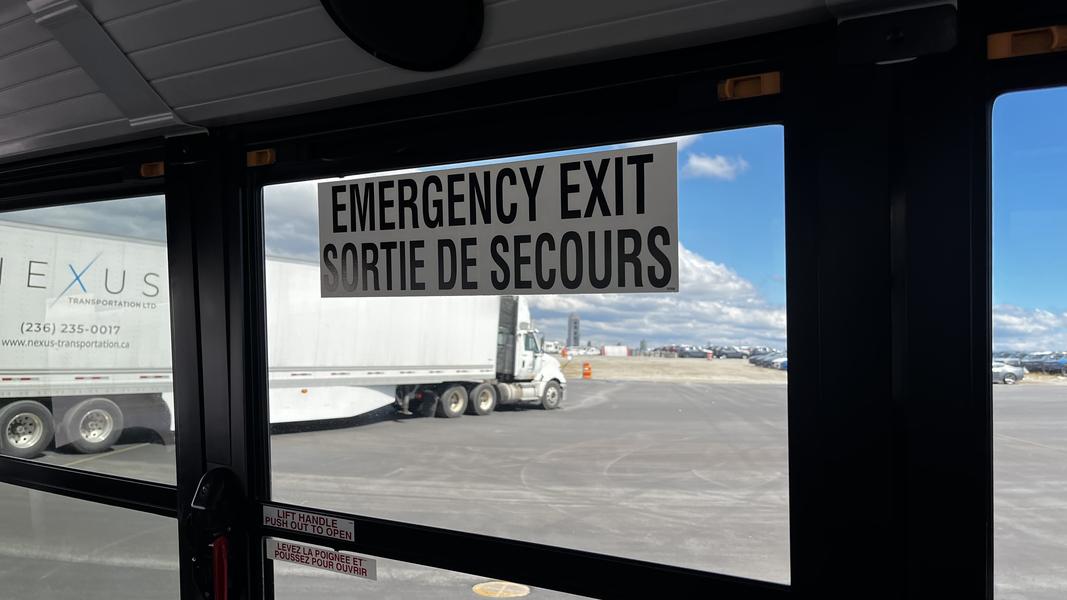 EMERGENCY EXIT
SORTIE DE SECOURS
NEXUS
TRANSPORTATION LTD
(236) 235-0017
www.nexus-transportation.ca
LIFT HANDLE
PUSH OUT TO OPEN
LEVEZ LA POIGNEE ET
POUSSEZ POUR OUVRIR